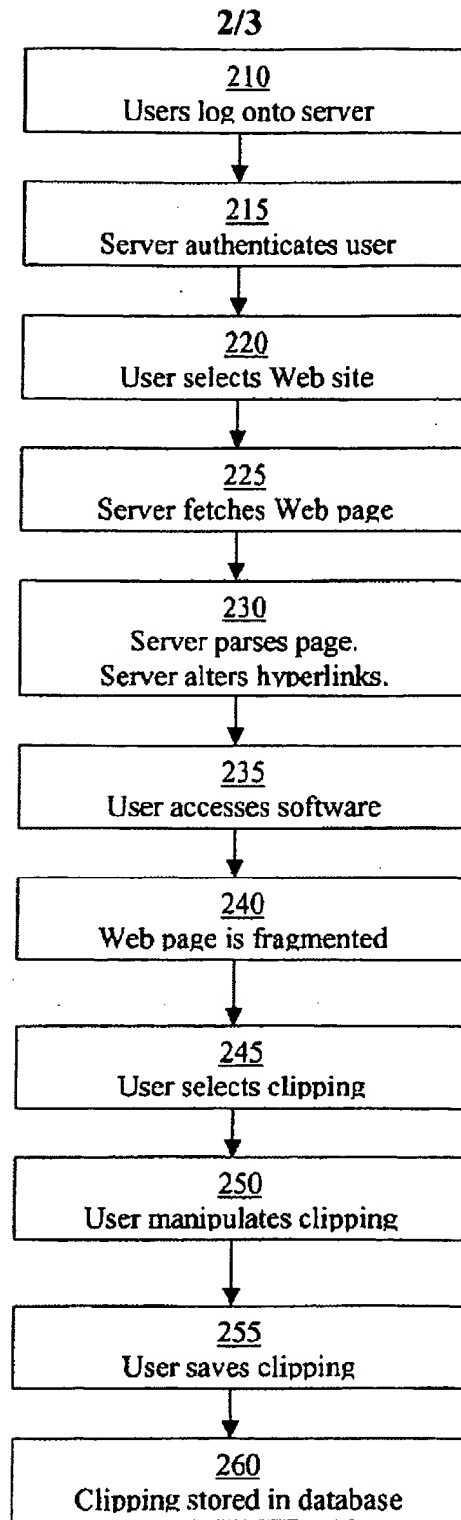 2/3
210
Users log onto server
215
Server authenticates user
220
User selects Web site
225
Server fetches Web page
230
Server parses page.
Server alters hyperlinks.
235
User accesses software
240
Web page is fragmented
245
User selects clipping
250
User manipulates clipping
255
User saves clipping
260
Clipping stored in database